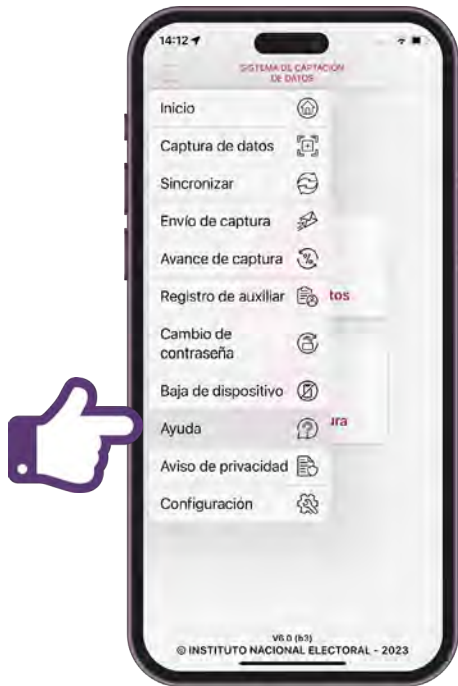 14:12
SISTEMA DE CAPTACIÓN
DE DATOS
Inicio
Captura de datos
Sincronizar
Envío de captura
Avance de captura
Registro de auxiliar
tos
Cambio de
contraseña
Baja de dispositivo
Ayuda
ura
Aviso de privacidad
Configuración
V6.0 (b3)
© INSTITUTO NACIONAL ELECTORAL - 2023